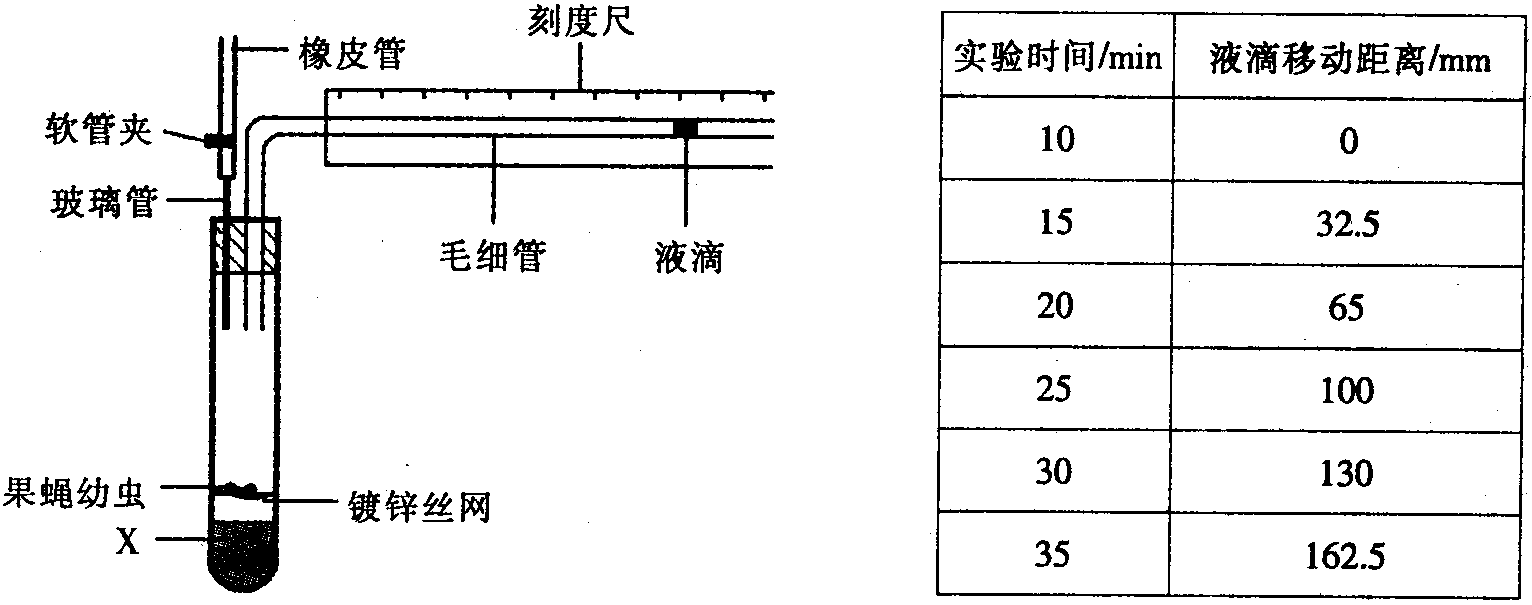 刻度尺
橡皮管
软管夹
玻璃管
毛细管
液滴
果蝇幼虫
镀锌丝网
X
实验时间/min 液滴移动距离/mm
10 0
15 32.5
20 65
25 100
30 130
35 162.5